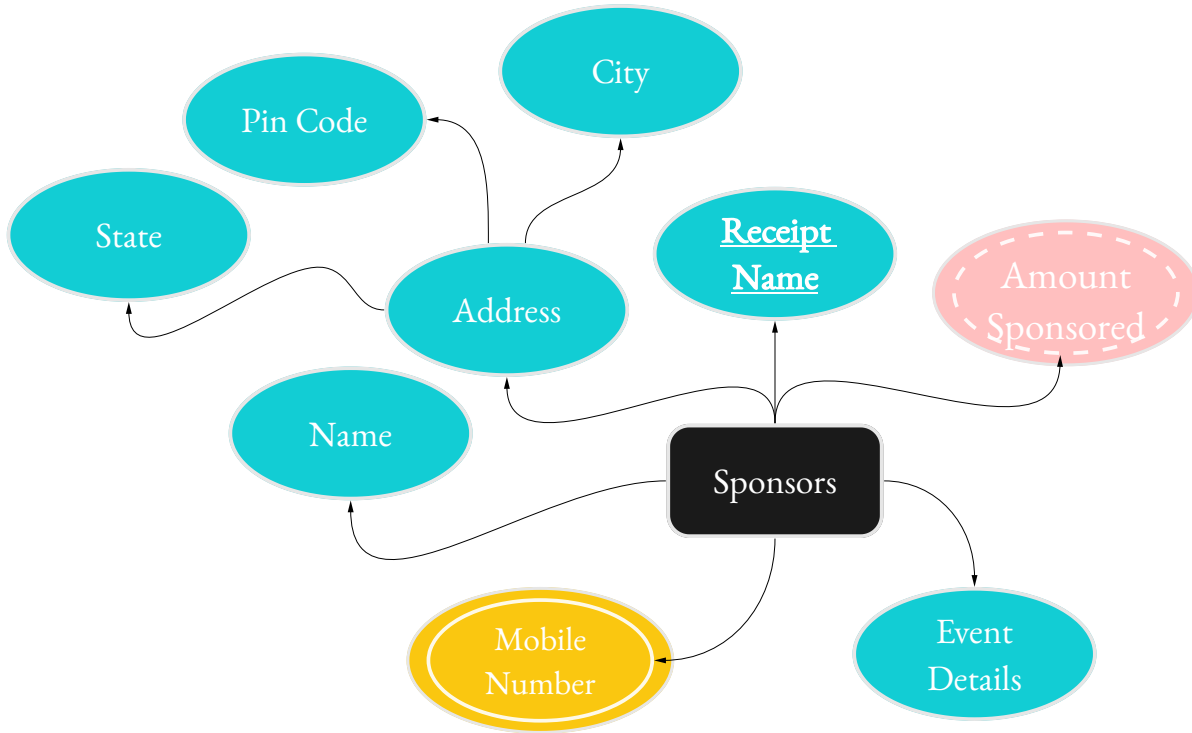 City
Pin Code
State
Receipt
Name
Amount
Sponsored
Address
Name
Sponsors
Mobile
Number
Event
Details